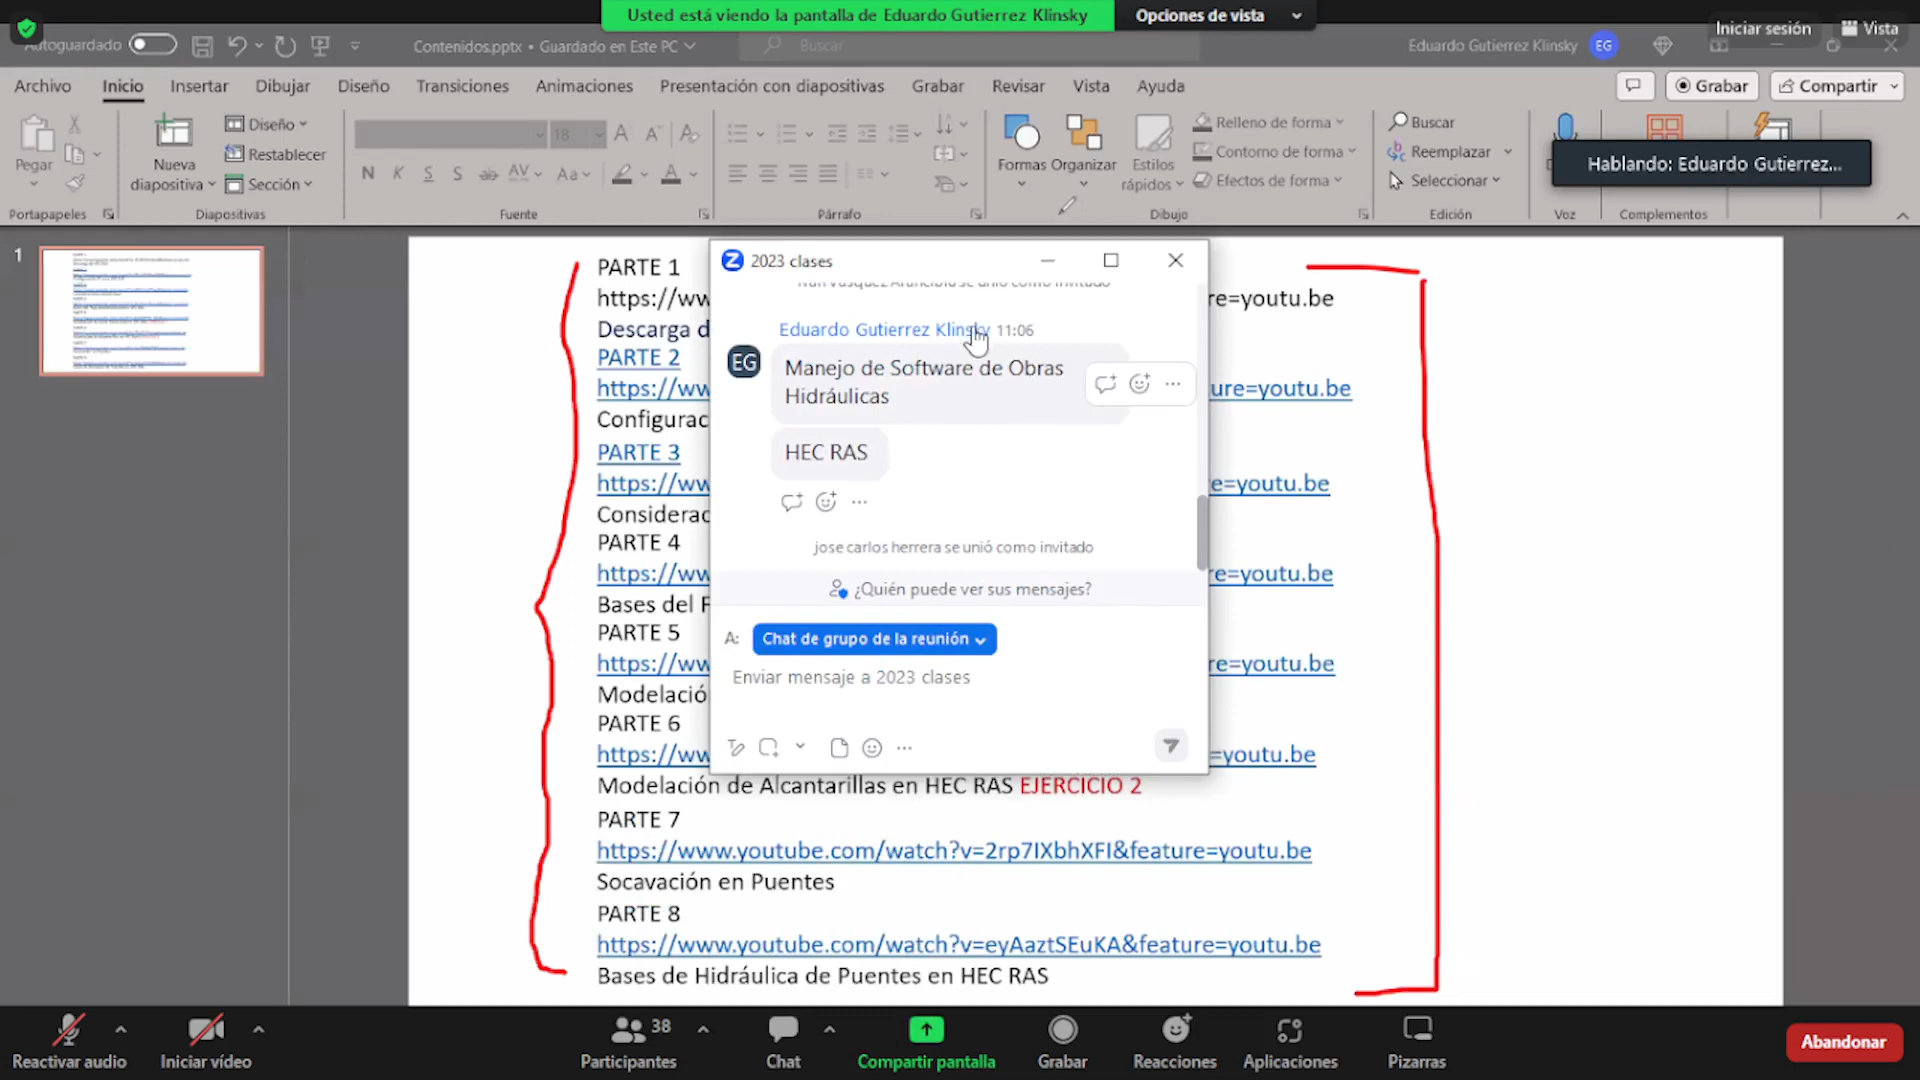 Usted está viendo la pantalla de Eduardo Gutierrez Klinsky
Opciones de vista
Iniciar sesión
Vista
Autoguardado
Contenidos.pptx • Guardado en Este PC
Buscar
Eduardo Gutierrez Klinsky
EG
Archivo
Inicio
Insertar
Dibujar
Diseño
Transiciones
Animaciones
Presentación con diapositivas
Grabar
Revisar
Vista
Ayuda
Grabar
Compartir
Pegar
Nueva diapositiva
Diseño
Restablecer
Sección
18
N K S S ab AV Aa A
Formas
Organizar
Estilos rápidos
Relleno de forma
Contorno de forma
Efectos de forma
Buscar
Reemplazar
Seleccionar
Hablando: Eduardo Gutierrez...
Portapapeles
Diapositivas
Fuente
Párrafo
Dibujo
Edición
Voz
Complementos
1
PARTE 1
https://ww
re=youtu.be
Descarga d
PARTE 2
https://ww
ure=youtu.be
Configurac
PARTE 3
https://ww
e=youtu.be
Considerac
PARTE 4
https://ww
re=youtu.be
Bases del F
PARTE 5
https://ww
re=youtu.be
Modelació
PARTE 6
https://ww
=youtu.be
Modelación de Alcantarillas en HEC RAS EJERCICIO 2
PARTE 7
https://www.youtube.com/watch?v=2rp7IXbhXFI&feature=youtu.be
Socavación en Puentes
PARTE 8
https://www.youtube.com/watch?v=eyAaztSEuKA&feature=youtu.be
Bases de Hidráulica de Puentes en HEC RAS
2023 clases
Eduardo Gutierrez Klinsky 11:06
EG
Manejo de Software de Obras
Hidráulicas
HEC RAS
jose carlos herrera se unió como invitado
¿Quién puede ver sus mensajes?
A: Chat de grupo de la reunión
Enviar mensaje a 2023 clases
Reactivar audio
Iniciar vídeo
38
Participantes
Chat
Compartir pantalla
Grabar
Reacciones
Aplicaciones
Pizarras
Abandonar